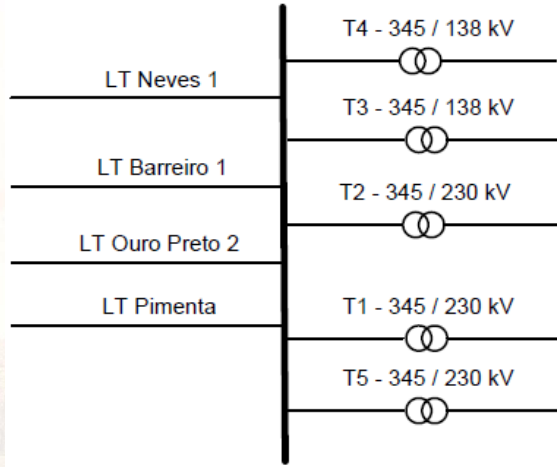 LT Neves 1
LT Barreiro 1
LT Ouro Preto 2
LT Pimenta
T4 - 345 / 138 kV
T3 - 345 / 138 kV
T2 - 345 / 230 kV
T1 - 345 / 230 kV
T5 - 345 / 230 kV